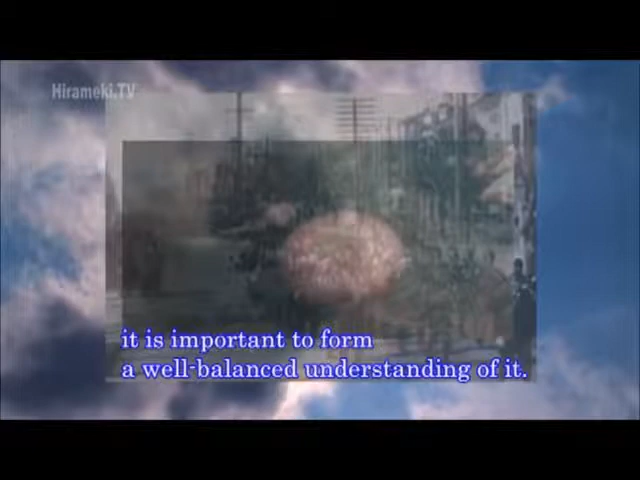 Hirameki.TV
it is important to form
a well-balanced understanding of it.